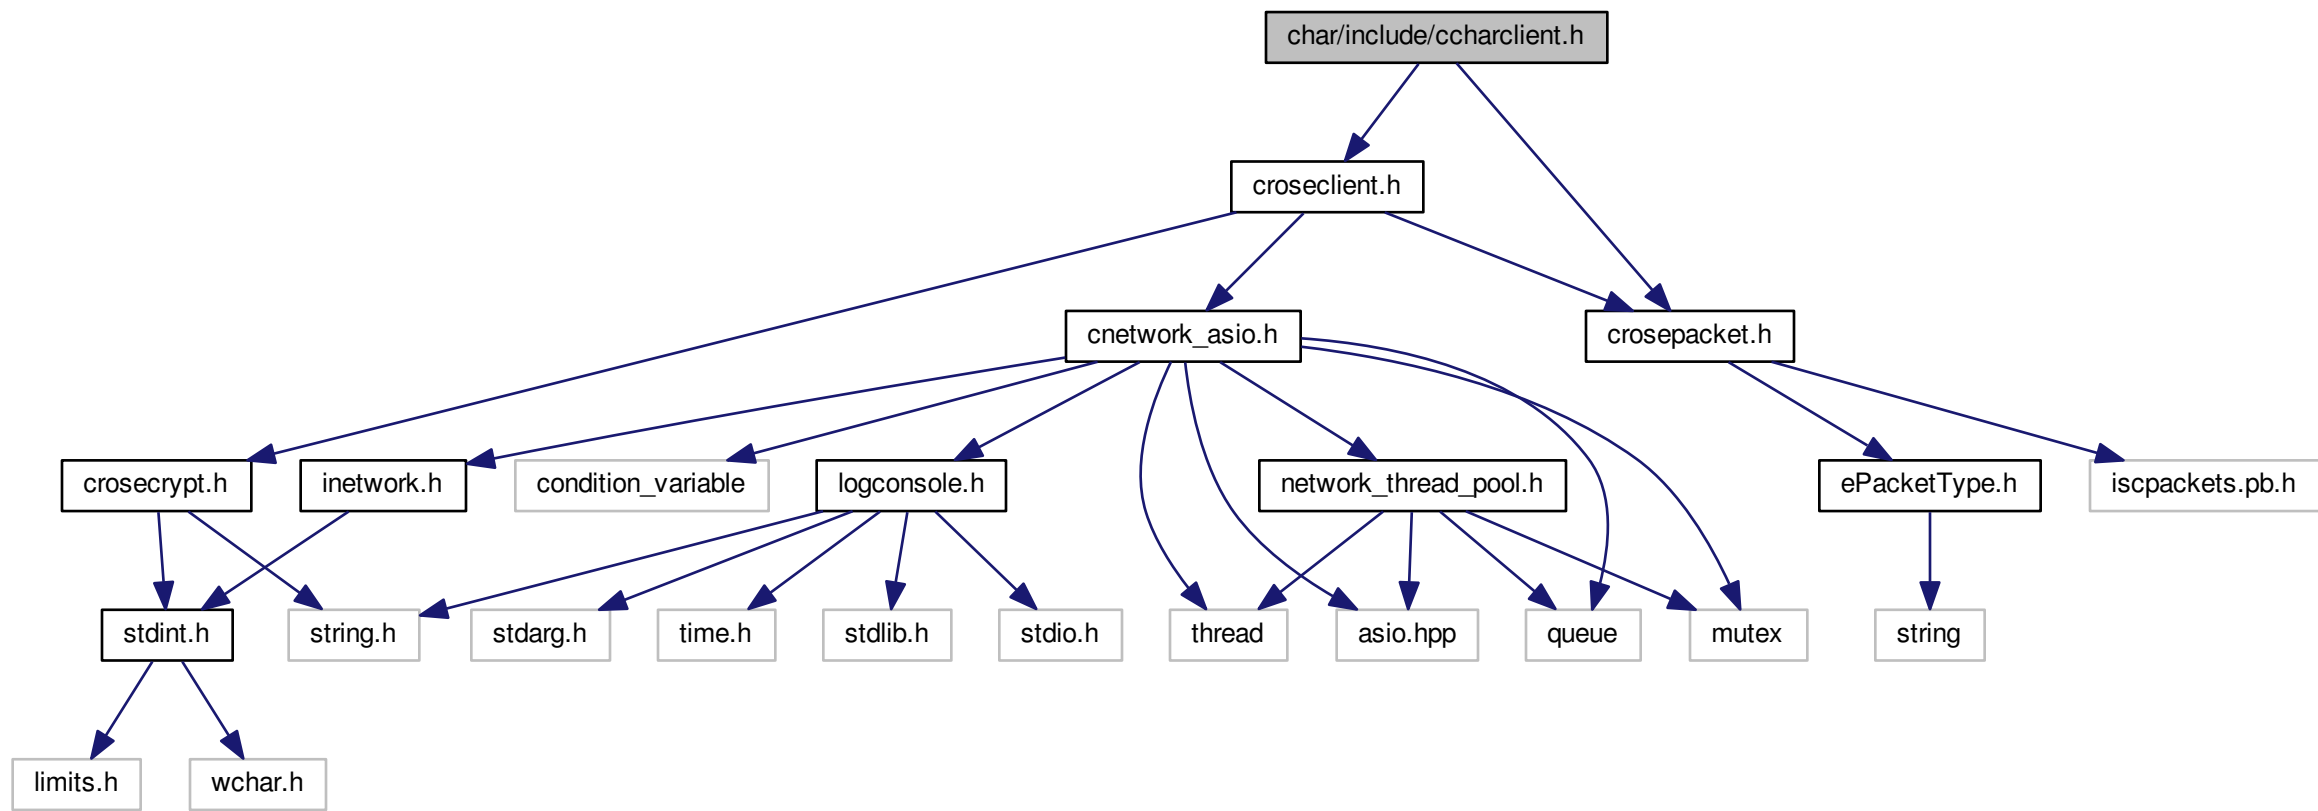 char/include/ccharclient.h
croseclient.h
cnetwork_asio.h
crosepacket.h
crosecrypt.h
inetwork.h
condition_variable
logconsole.h
network_thread_pool.h
ePacketType.h
iscpackets.pb.h
stdint.h
string.h
stdarg.h
time.h
stdlib.h
stdio.h
thread
asio.hpp
queue
mutex
string
limits.h
wchar.h